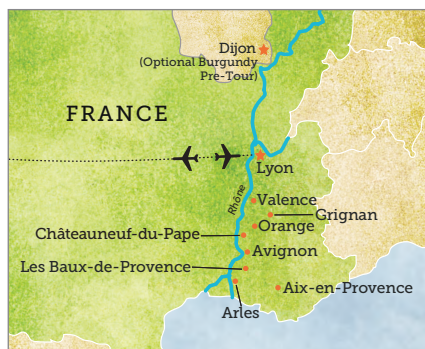 Dijon
(Optional Burgundy
Pre-Tour)
FRANCE
Lyon
Rhône
Valence
Grignan
Orange
Châteauneuf-du-Pape
Avignon
Les Baux-de-Provence
Aix-en-Provence
Arles